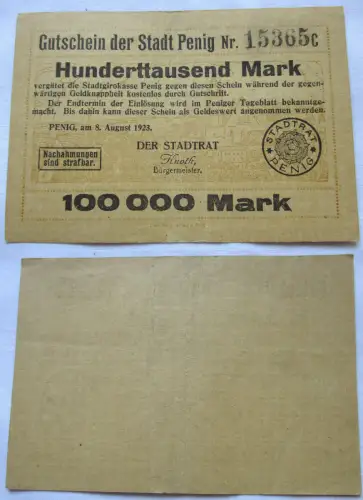 Gutschein der Stadt Penig Nr. 15365C
Hunderttausend Mark
vergütet die Stadtgirokasse Penig gegen diesen Schein während der gegen-
wärtigen Geldknappheit kostenlos durch Gutschrift.
Der Endtermin der Einlösung wird im Peniger Tageblatt bekanntge-
macht. Bis dahin kann dieser Schein als Geldeswert angenommen werden.
PENIG, am 8. August 1923.
DER STADTRAT
Nachahmungen
sind strafbar.
Knoth,
Bürgermeister.
STADTRAT
PENIG
100 000 Mark